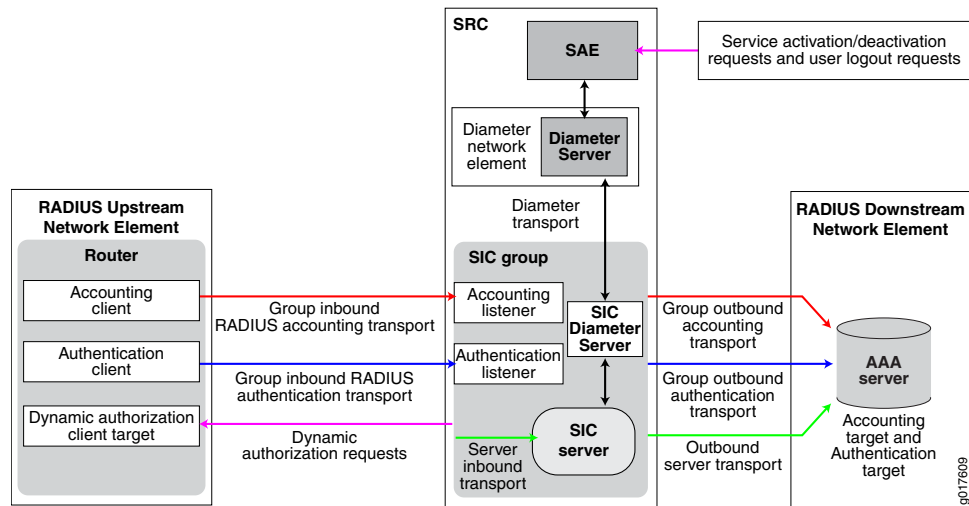 SRC
SAE
Service activation/deactivation
requests and user logout requests
Diameter
network
element
Diameter
Server
Diameter
transport
RADIUS Upstream
Network Element
Router
Accounting
client
Authentication
client
Dynamic authorization
client target
Group inbound
RADIUS accounting transport
Group inbound RADIUS
authentication transport
Dynamic
authorization requests
SIC group
Accounting
listener
Authentication
listener
SIC
Diameter
Server
Server
inbound
transport
SIC
server
Group outbound
accounting
transport
Group outbound
authentication
transport
Outbound
server transport
RADIUS Downstream
Network Element
AAA
server
Accounting
target and
Authentication
target
g017609